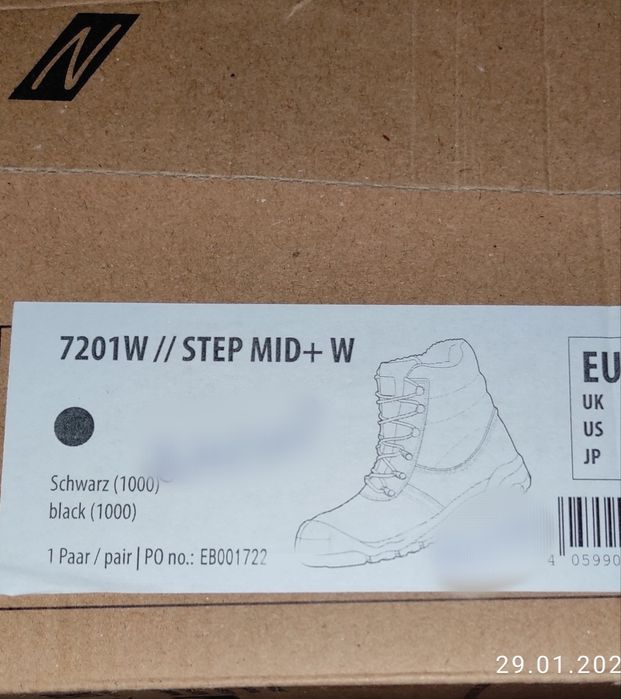 N
7201W // STEP MID+ W
EU
UK
US
JP
Schwarz (1000)
black (1000)
1 Paar / pair | PO no.: EB001722
4 05990
29.01.202